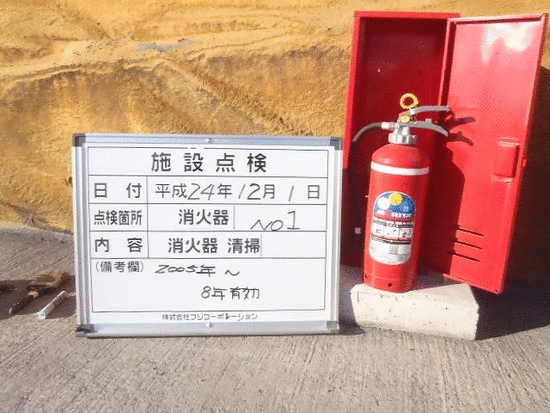 施設点検
日付 平成24年12月1日
点検箇所 消火器 No1
内容 消火器 清掃
(備考欄) 2005年～
8年有効
株式会社フジコーポレーション